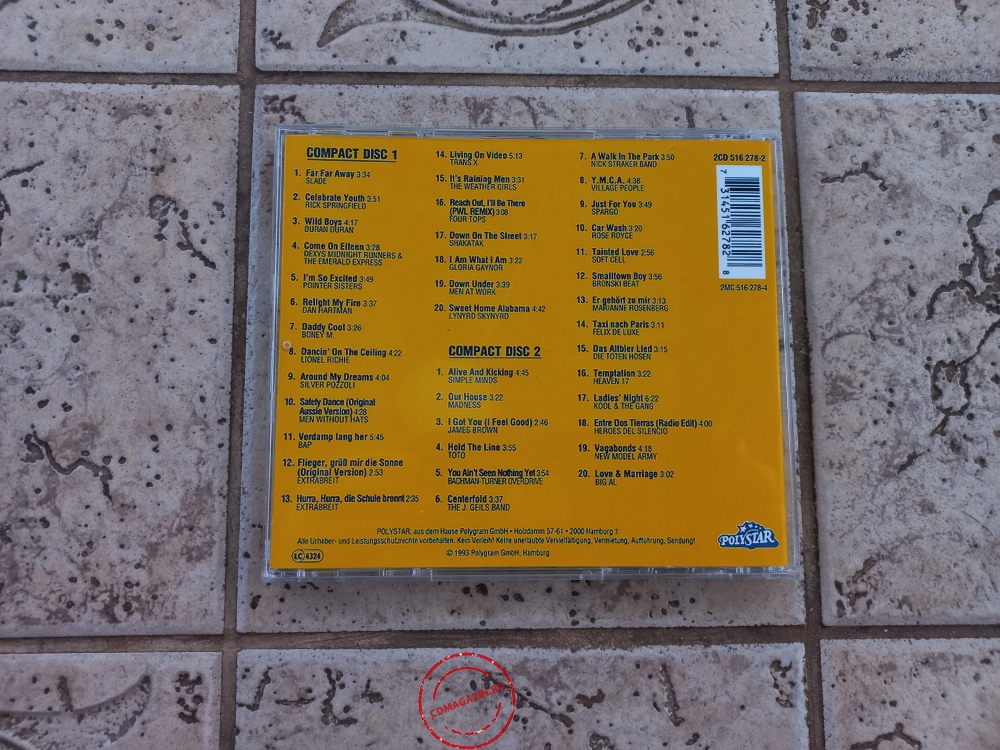 COMPACT DISC 1
1. Far Far Away 3:34
SLADE
2. Celebrate Youth 3:51
RICK SPRINGFIELD
3. Wild Boys 4:17
DURAN DURAN
4. Come On Eileen 3:28
DEXYS MIDNIGHT RUNNERS &
THE EMERALD EXPRESS
5. I'm So Excited 3:49
POINTER SISTERS
6. Relight My Fire 3:37
DAN HARTMAN
7. Daddy Cool 3:26
BONEY M.
8. Dancin' On The Ceiling 4:22
LIONEL RICHIE
9. Around My Dreams 4:04
SILVER POZZOLI
10. Safety Dance (Original
Aussie Version) 4:28
MEN WITHOUT HATS
11. Verdamp lang her 5:45
BAP
12. Flieger, grüß mir die Sonne
(Original Version) 2:53
EXTRABREIT
13. Hurra, Hurra, die Schule brennt 2:35
EXTRABREIT
14. Living On Video 5:13
TRANS X
15. It's Raining Men 3:31
THE WEATHER GIRLS
16. Reach Out, I'll Be There
(PWL REMIX) 3:08
FOUR TOPS
17. Down On The Street 3:17
SHAKATAK
18. I Am What I Am 3:22
GLORIA GAYNOR
19. Down Under 3:39
MEN AT WORK
20. Sweet Home Alabama 4:42
LYNYRD SKYNYRD
COMPACT DISC 2
1. Alive And Kicking 4:45
SIMPLE MINDS
2. Our House 3:22
MADNESS
3. I Got You (I Feel Good) 2:46
JAMES BROWN
4. Hold The Line 3:55
TOTO
5. You Ain't Seen Nothing Yet 3:54
BACHMAN-TURNER OVERDRIVE
6. Centerfold 3:37
THE J. GEILS BAND
7. A Walk In The Park 3:50
NICK STRAKER BAND
8. Y.M.C.A. 4:38
VILLAGE PEOPLE
9. Just For You 3:49
SPARGO
10. Car Wash 3:20
ROSE ROYCE
11. Tainted Love 2:56
SOFT CELL
12. Smalltown Boy 3:56
BRONSKI BEAT
13. Er gehört zu mir 3:13
MARIANNE ROSENBERG
14. Taxi nach Paris 3:11
FELIX DE LUXE
15. Das Altbier Lied 3:15
DIE TOTEN HOSEN
16. Temptation 3:22
HEAVEN 17
17. Ladies' Night 6:22
KOOL & THE GANG
18. Entre Dos Tierras (Radio Edit) 4:00
HEROES DEL SILENCIO
19. Vagabonds 4:18
NEW MODEL ARMY
20. Love & Marriage 3:02
BIG AL
2CD 516 278-2
7 31451 62782 8
2MC 516 278-4
POLYSTAR, aus dem Hause Polygram GmbH • Holzdamm 57-61 • 2000 Hamburg 1
Alle Urheber- und Leistungsschutzrechte vorbehalten. Kein Verleih! Keine unerlaubte Vervielfältigung, Vermietung, Aufführung, Sendung!
LC 4324
© 1993 Polygram GmbH, Hamburg
POLYSTAR